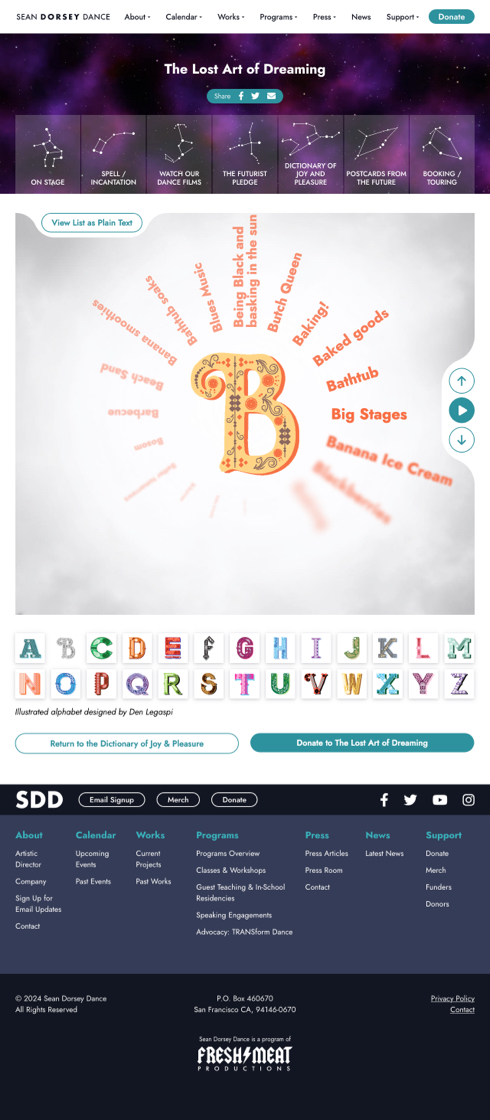 SEAN DORSEY DANCE
About
Calendar
Works
Programs
Press
News
Support
Donate
The Lost Art of Dreaming
Share
ON STAGE
SPELL /
INCANTATION
WATCH OUR
DANCE FILMS
THE FUTURIST
PLEDGE
DICTIONARY OF
JOY AND
PLEASURE
POSTCARDS FROM
THE FUTURE
BOOKING /
TOURING
View List as Plain Text
Bosom
Barbecue
Beach Sand
Banana smoothies
Bathtub soaks
Blues Music
Being Black and
basking in the sun
Butch Queen
Baking!
Baked goods
Bathtub
Big Stages
Banana Ice Cream
Blackberries
B
A B C D E F G H I J K L M
N O P Q R S T U V W X Y Z
Illustrated alphabet designed by Den Legaspi
Return to the Dictionary of Joy & Pleasure
Donate to The Lost Art of Dreaming
SDD
Email Signup
Merch
Donate
About
Artistic
Director
Company
Sign Up for
Email Updates
Contact
Calendar
Upcoming
Events
Past Events
Works
Current
Projects
Past Works
Programs
Programs Overview
Classes & Workshops
Guest Teaching & In-School
Residencies
Speaking Engagements
Advocacy: TRANSform Dance
Press
Press Articles
Press Room
Contact
News
Latest News
Support
Donate
Merch
Funders
Donors
© 2024 Sean Dorsey Dance
All Rights Reserved
P.O. Box 460670
San Francisco CA, 94146-0670
Privacy Policy
Contact
Sean Dorsey Dance is a program of
FRESH MEAT
PRODUCTIONS